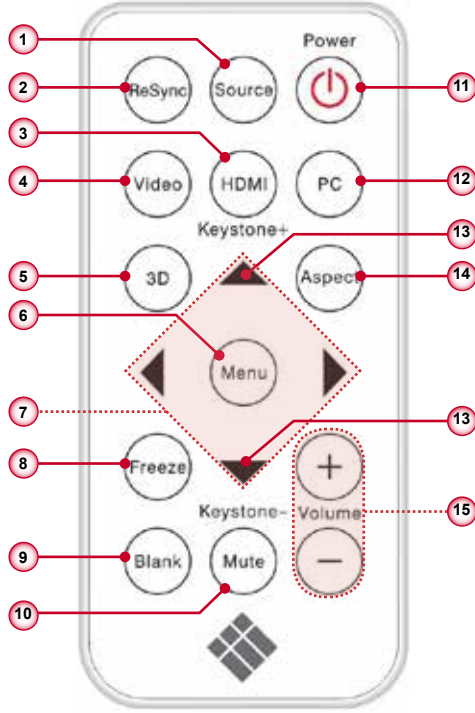 1
Power
2
ReSync
Source
11
3
4
Video
HDMI
PC
12
Keystone+
13
5
3D
Aspect
14
6
Menu
7
13
8
Freeze
+
Keystone-
Volume
15
9
Blank
Mute
−
10